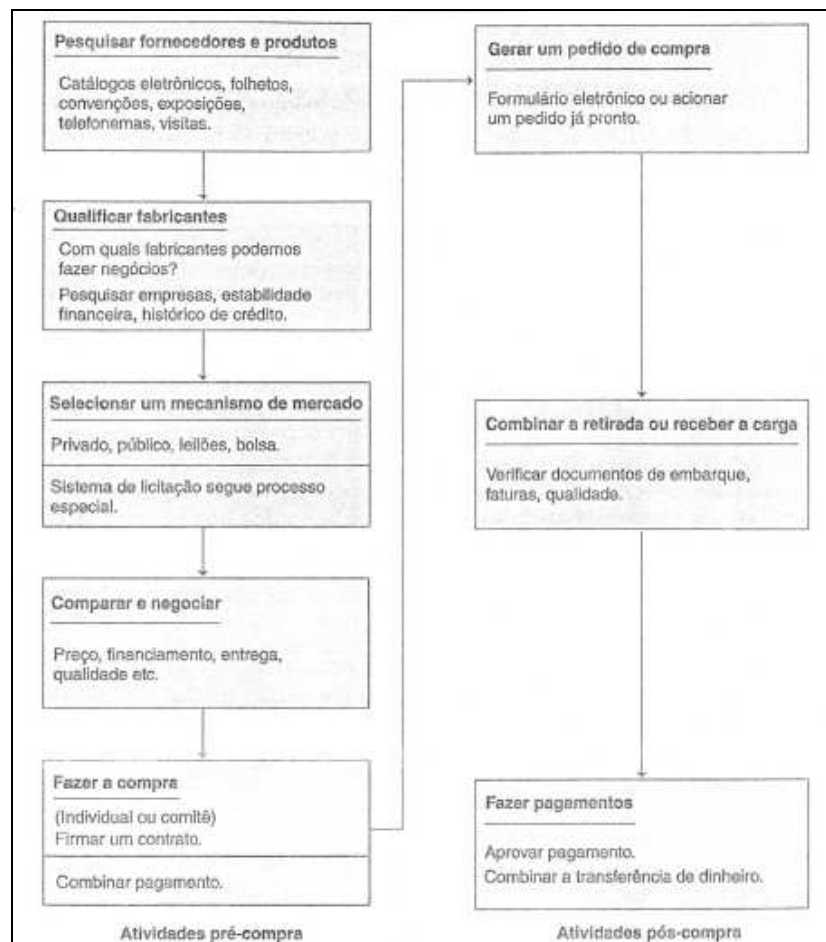 Pesquisar fornecedores e produtos
Catálogos eletrônicos, folhetos,
convenções, exposições,
telefonemas, visitas.
Qualificar fabricantes
Com quais fabricantes podemos
fazer negócios?
Pesquisar empresas, estabilidade
financeira, histórico de crédito.
Selecionar um mecanismo de mercado
Privado, público, leilões, bolsa.
Sistema de licitação segue processo
especial.
Comparar e negociar
Preço, financiamento, entrega,
qualidade etc.
Fazer a compra
(Individual ou comitê)
Firmar um contrato.
Combinar pagamento.
Atividades pré-compra
Gerar um pedido de compra
Formulário eletrônico ou acionar
um pedido já pronto.
Combinar a retirada ou receber a carga
Verificar documentos de embarque,
faturas, qualidade.
Fazer pagamentos
Aprovar pagamento.
Combinar a transferência de dinheiro.
Atividades pós-compra